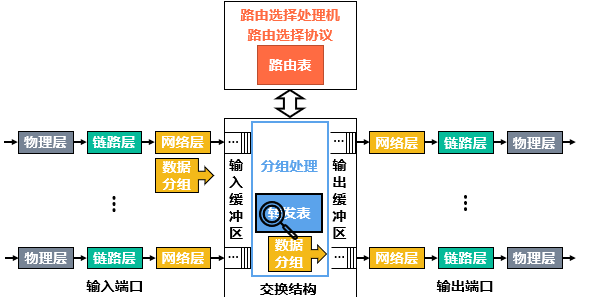 路由选择处理机
路由选择协议
路由表
物理层
链路层
网络层
…
输入缓冲区
分组处理
…
输出缓冲区
网络层
链路层
物理层
数据
分组
转发表
数据
分组
物理层
链路层
网络层
…
…
网络层
链路层
物理层
输入端口
交换结构
输出端口